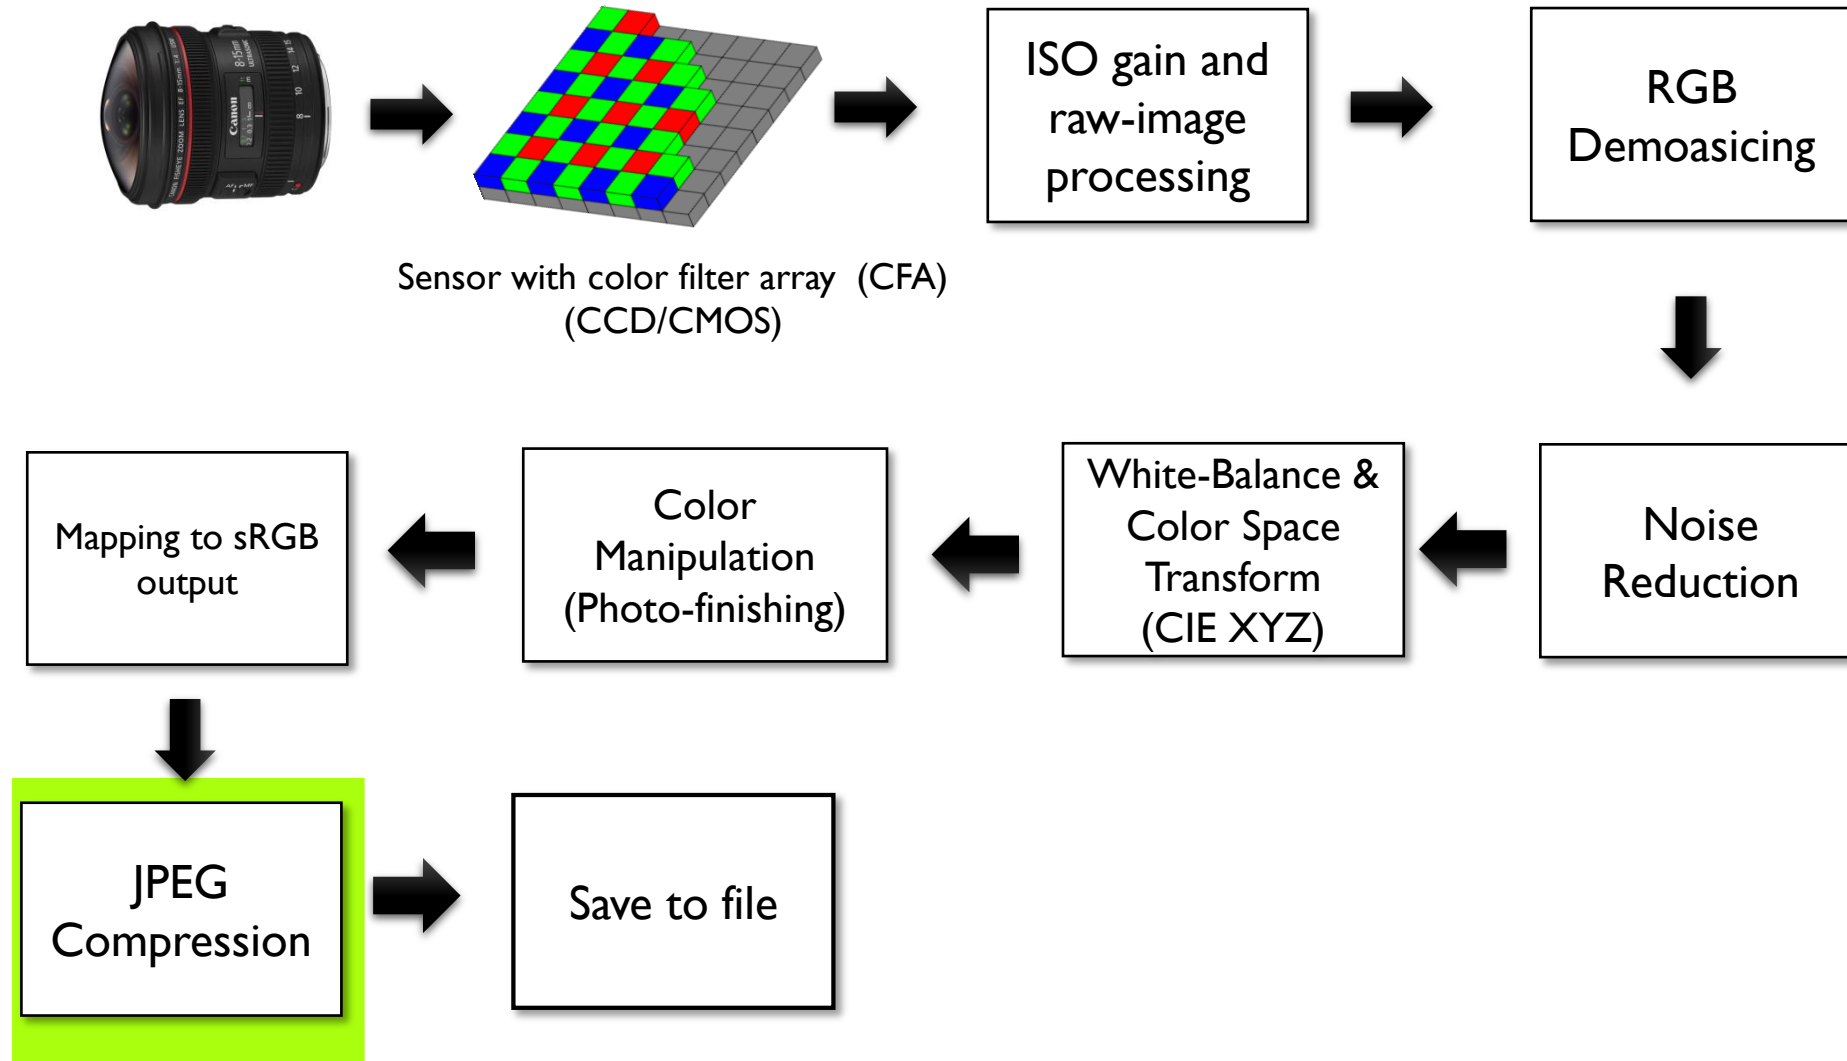 Canon
ISO gain and
raw-image
processing
RGB
Demoasicing
Sensor with color filter array (CFA)
(CCD/CMOS)
Mapping to sRGB
output
Color
Manipulation
(Photo-finishing)
White-Balance &
Color Space
Transform
(CIE XYZ)
Noise
Reduction
JPEG
Compression
Save to file